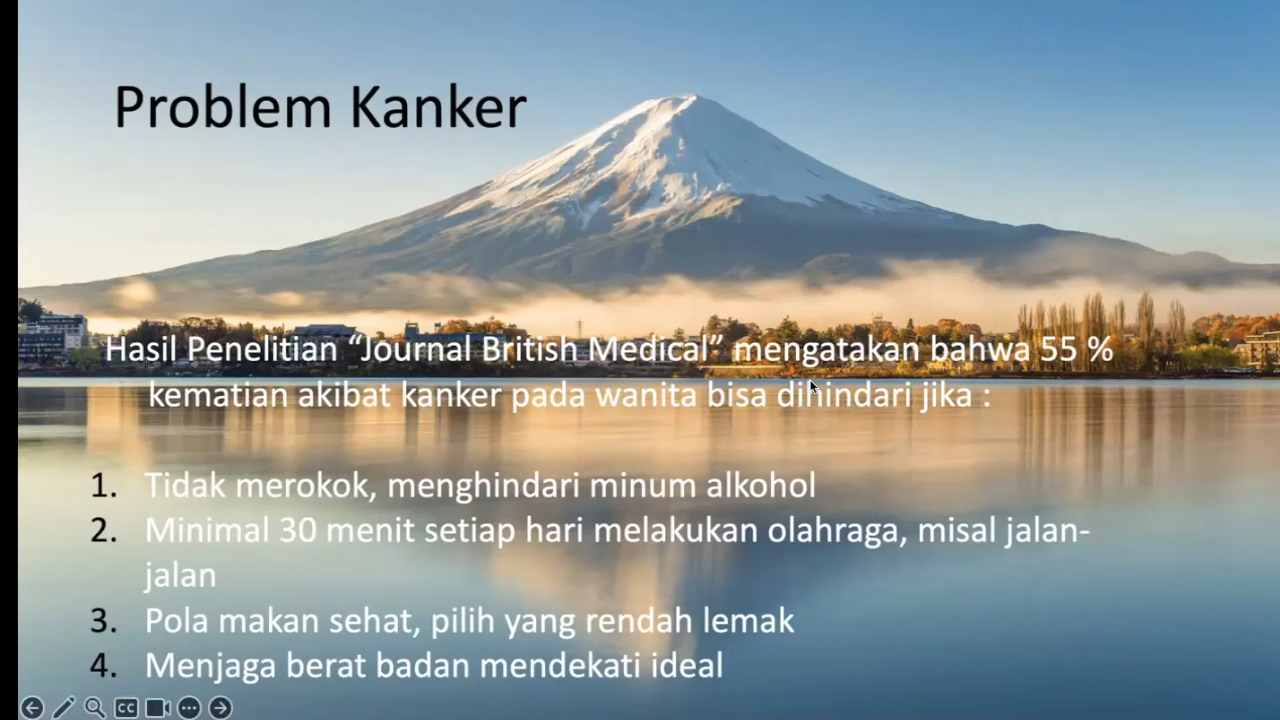 Problem Kanker
Hasil Penelitian “Journal British Medical” mengatakan bahwa 55 %
kematian akibat kanker pada wanita bisa dihindari jika :
1. Tidak merokok, menghindari minum alkohol
2. Minimal 30 menit setiap hari melakukan olahraga, misal jalan-
jalan
3. Pola makan sehat, pilih yang rendah lemak
4. Menjaga berat badan mendekati ideal
CC